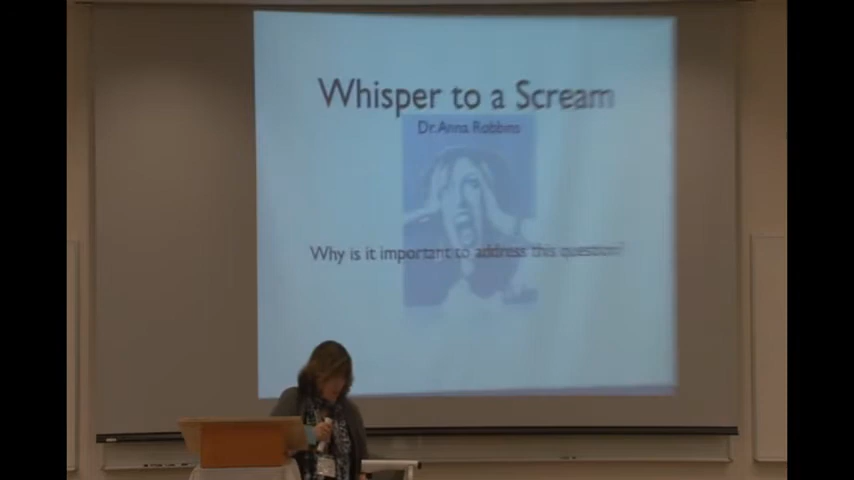 Whisper to a Scream
Dr. Anna Robbins
Why is it important to address this question?